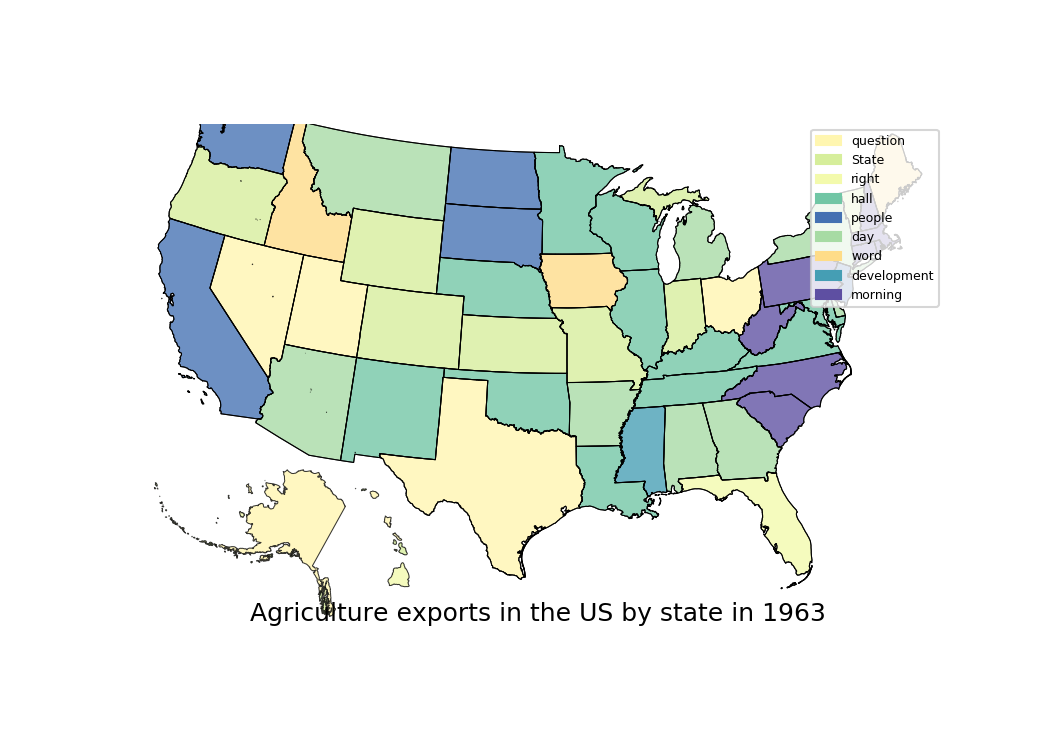 question
State
right
hall
people
day
word
development
morning
Agriculture exports in the US by state in 1963